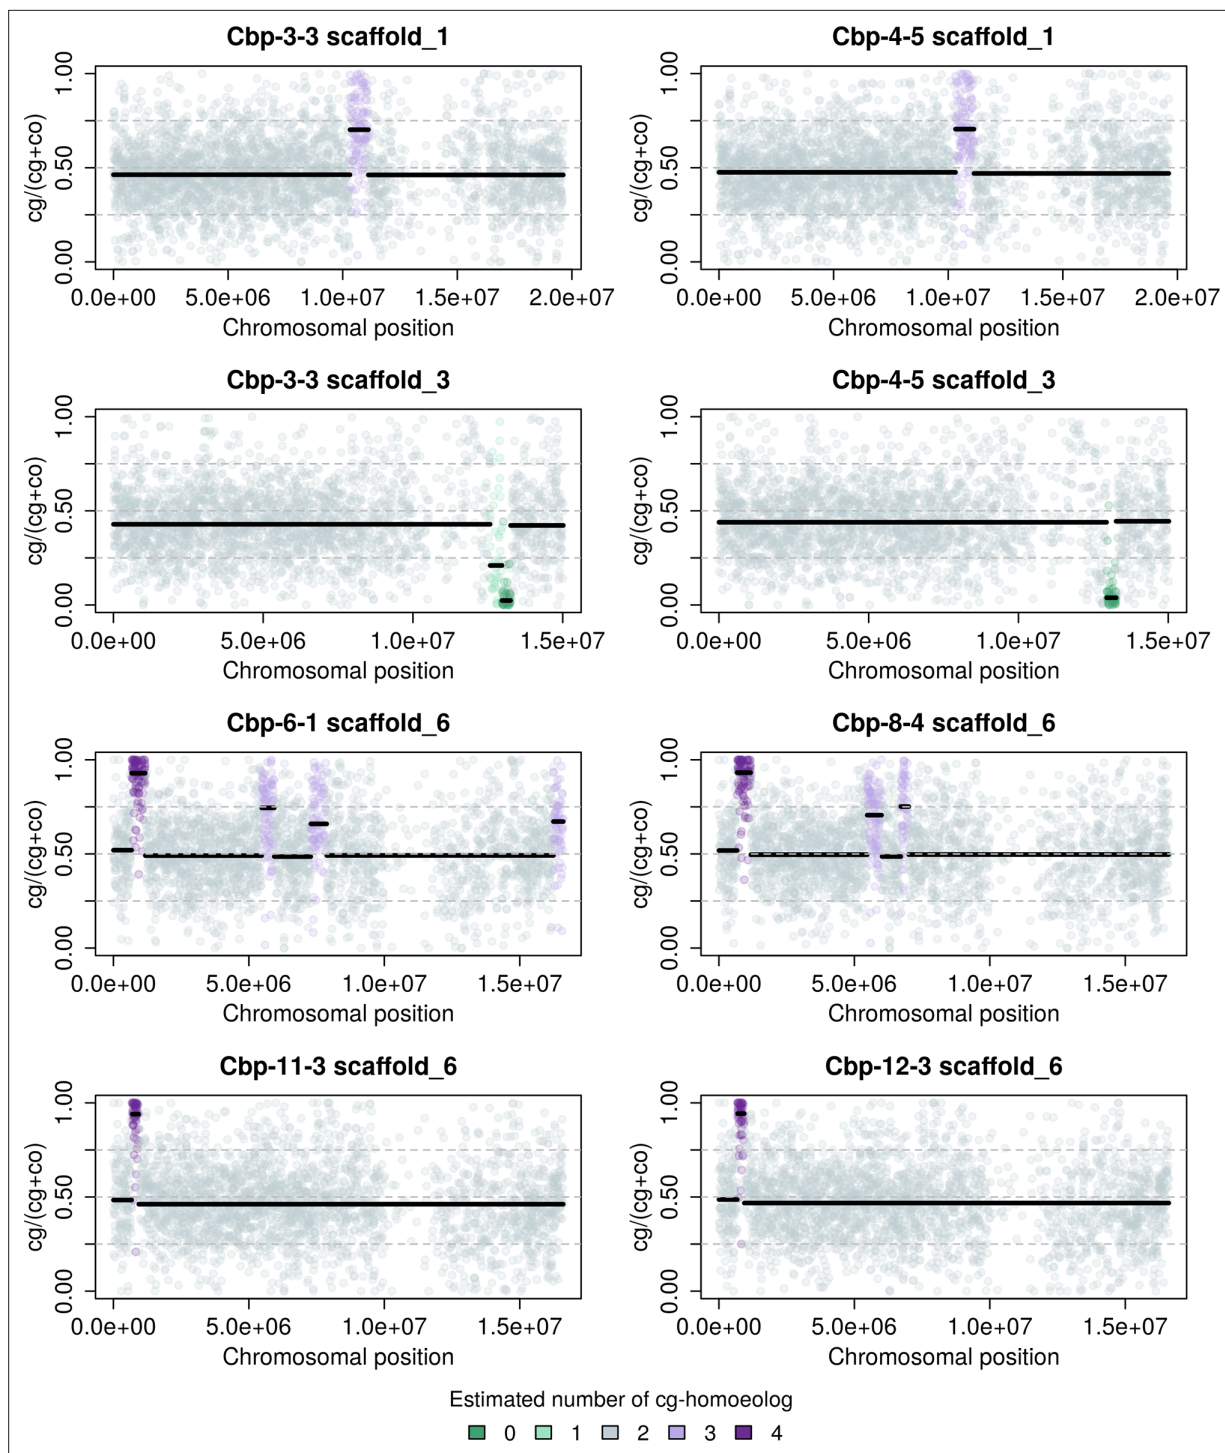 Cbp-3-3 scaffold_1
cg/(cg+co)
0.00 0.50 1.00
0.0e+00 5.0e+06 1.0e+07 1.5e+07 2.0e+07
Chromosomal position
Cbp-4-5 scaffold_1
cg/(cg+co)
0.00 0.50 1.00
0.0e+00 5.0e+06 1.0e+07 1.5e+07 2.0e+07
Chromosomal position
Cbp-3-3 scaffold_3
cg/(cg+co)
0.00 0.50 1.00
0.0e+00 5.0e+06 1.0e+07 1.5e+07
Chromosomal position
Cbp-4-5 scaffold_3
cg/(cg+co)
0.00 0.50 1.00
0.0e+00 5.0e+06 1.0e+07 1.5e+07
Chromosomal position
Cbp-6-1 scaffold_6
cg/(cg+co)
0.00 0.50 1.00
0.0e+00 5.0e+06 1.0e+07 1.5e+07
Chromosomal position
Cbp-8-4 scaffold_6
cg/(cg+co)
0.00 0.50 1.00
0.0e+00 5.0e+06 1.0e+07 1.5e+07
Chromosomal position
Cbp-11-3 scaffold_6
cg/(cg+co)
0.00 0.50 1.00
0.0e+00 5.0e+06 1.0e+07 1.5e+07
Chromosomal position
Cbp-12-3 scaffold_6
cg/(cg+co)
0.00 0.50 1.00
0.0e+00 5.0e+06 1.0e+07 1.5e+07
Chromosomal position
Estimated number of cg-homoeolog
0 1 2 3 4